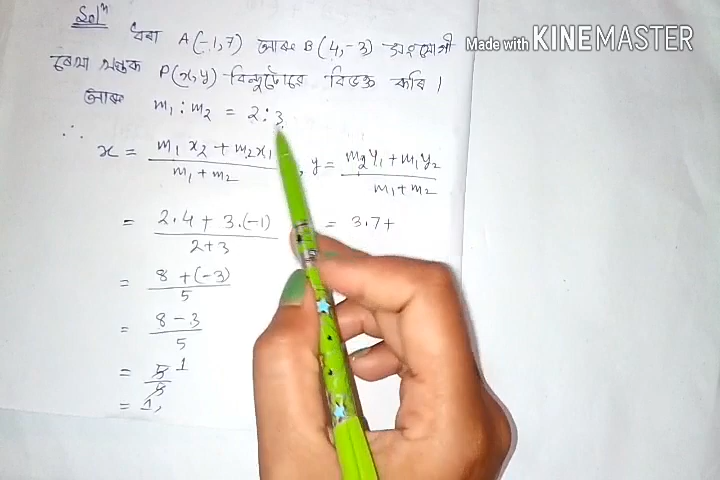 Solⁿ
ধৰা A(-1,7) আৰু B(4,-3) সংযোগী
Made with KINEMASTER
ৰেখা খণ্ডক P(x,y) বিন্দুটোৱে বিভক্ত কৰে।
আৰু m₁ : m₂ = 2:3
∴ x = (m₁x₂ + m₂x₁)/(m₁ + m₂), y = (m₂y₁ + m₁y₂)/(m₁ + m₂)
= (2.4 + 3.(-1))/(2+3) = 3.7+
= (8 + (-3))/5
= (8 - 3)/5
= 5/5 1
= 1,